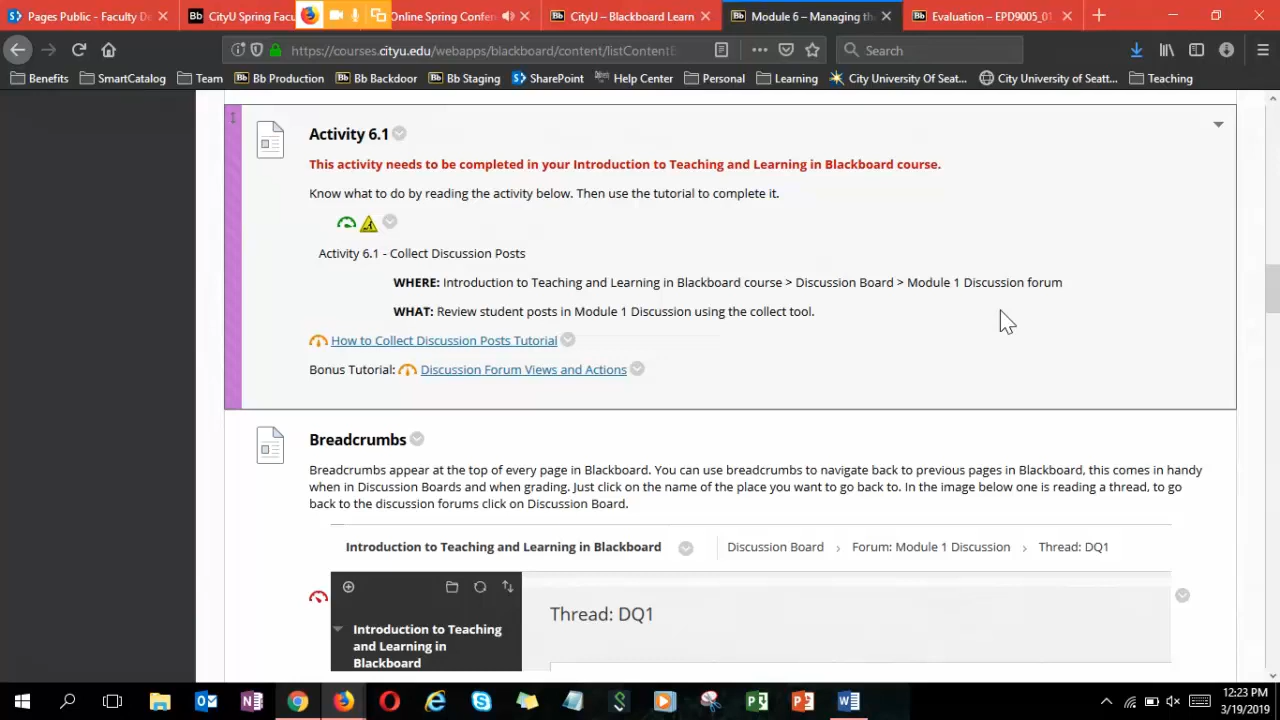 Pages Public - Faculty De
CityU Spring Facu
Online Spring Confer
CityU – Blackboard Learn
Module 6 – Managing th
Evaluation – EPD9005_01
https://courses.cityu.edu/webapps/blackboard/content/listContentE
Search
Benefits
SmartCatalog
Team
Bb Production
Bb Backdoor
Bb Staging
SharePoint
Help Center
Personal
Learning
City University Of Seat...
City University of Seatt...
Teaching
Activity 6.1
This activity needs to be completed in your Introduction to Teaching and Learning in Blackboard course.
Know what to do by reading the activity below. Then use the tutorial to complete it.
Activity 6.1 - Collect Discussion Posts
WHERE: Introduction to Teaching and Learning in Blackboard course > Discussion Board > Module 1 Discussion forum
WHAT: Review student posts in Module 1 Discussion using the collect tool.
How to Collect Discussion Posts Tutorial
Bonus Tutorial: Discussion Forum Views and Actions
Breadcrumbs
Breadcrumbs appear at the top of every page in Blackboard. You can use breadcrumbs to navigate back to previous pages in Blackboard, this comes in handy
when in Discussion Boards and when grading. Just click on the name of the place you want to go back to. In the image below one is reading a thread, to go
back to the discussion forums click on Discussion Board.
Introduction to Teaching and Learning in Blackboard
Discussion Board > Forum: Module 1 Discussion > Thread: DQ1
Thread: DQ1
Introduction to Teaching
and Learning in
Blackboard
12:23 PM
3/19/2019